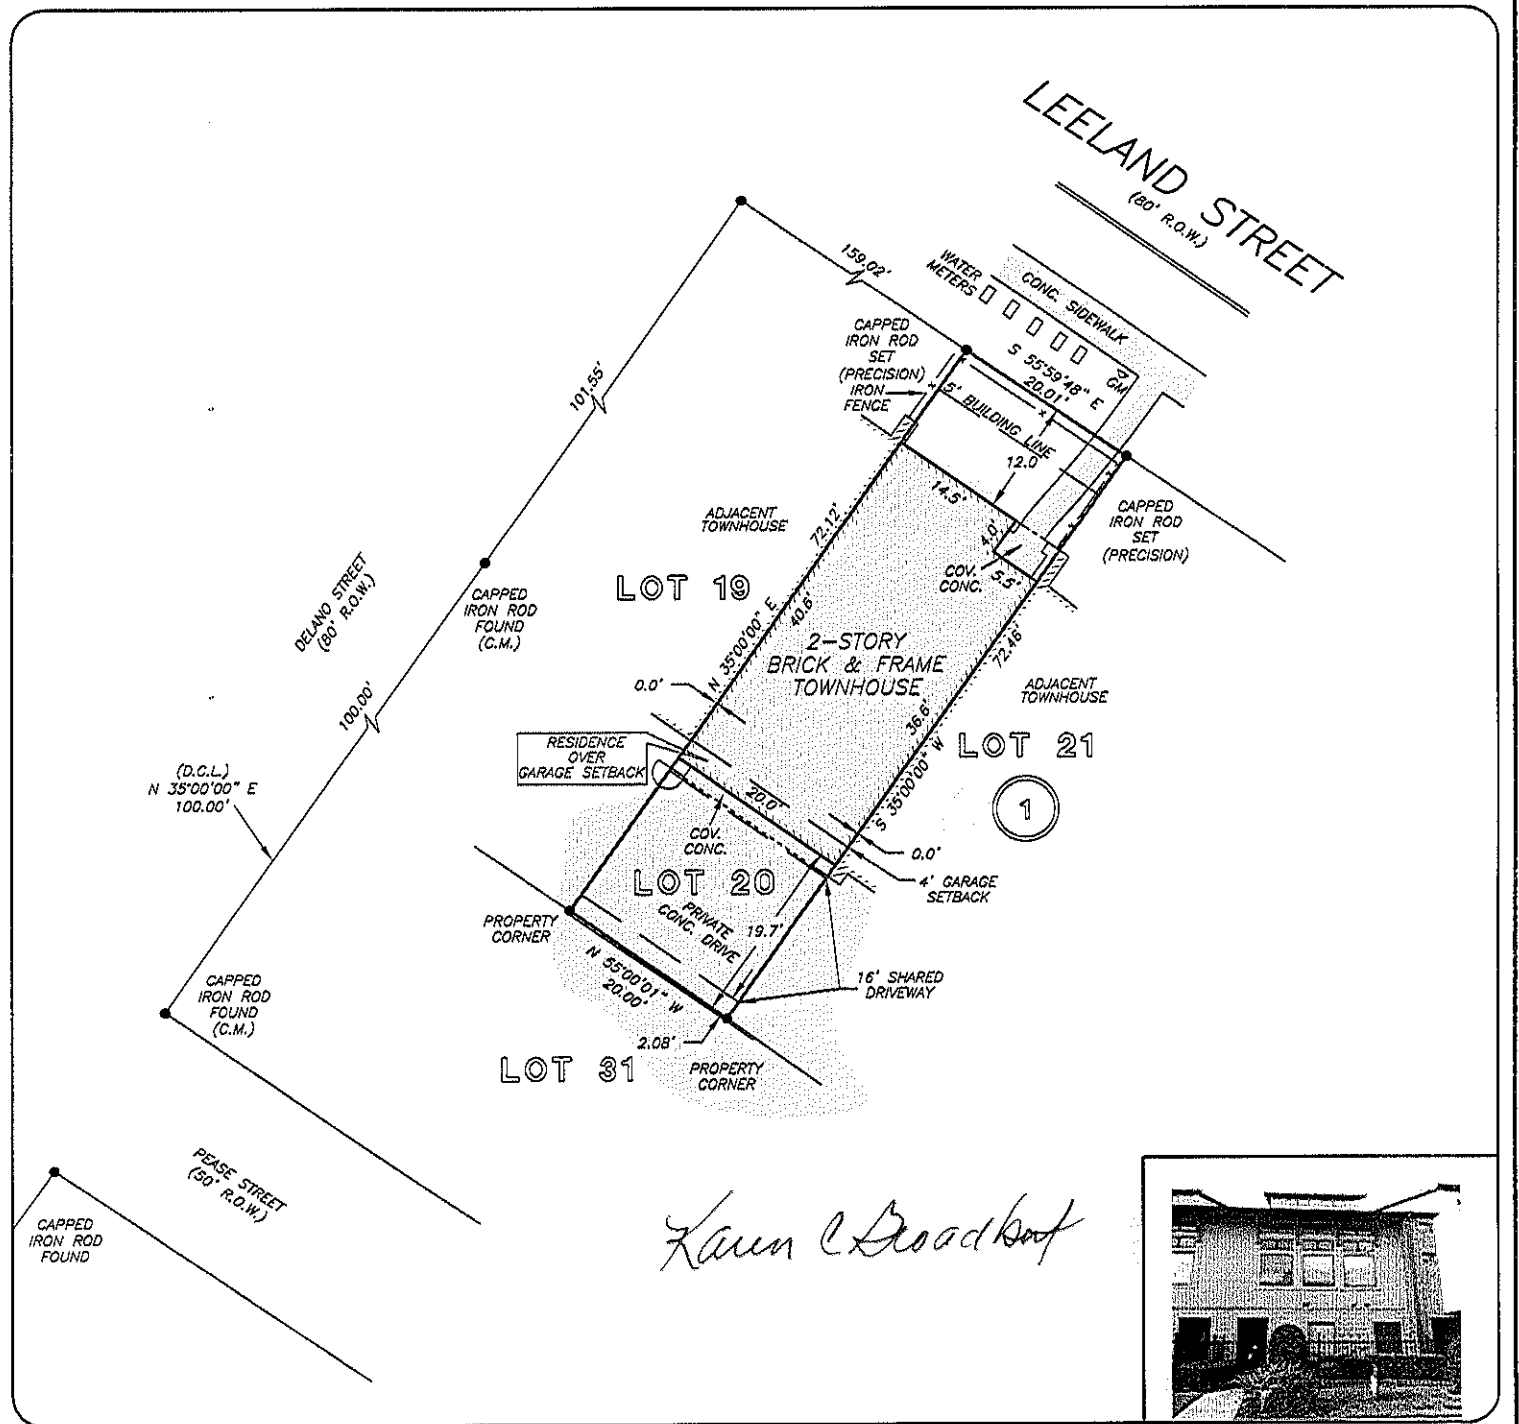 LEELAND STREET
(80' R.O.W.)
159.02'
WATER
METERS
CONC. SIDEWALK
CAPPED
IRON ROD
SET
(PRECISION)
IRON
FENCE
S 55°59'48" E
20.01'
GM
5' BUILDING LINE
12.0
14.5'
4.0'
COV.
CONC.
5.5'
CAPPED
IRON ROD
SET
(PRECISION)
101.55'
ADJACENT
TOWNHOUSE
72.12'
LOT 19
N 35°00'00" E
40.6'
DELANO STREET
(80' R.O.W.)
CAPPED
IRON ROD
FOUND
(C.M.)
2-STORY
BRICK & FRAME
TOWNHOUSE
72.46'
ADJACENT
TOWNHOUSE
0.0'
36.6'
S 35°00'00" W
LOT 21
1
100.00'
RESIDENCE
OVER
GARAGE SETBACK
(D.C.L.)
N 35°00'00" E
100.00'
20.0'
COV.
CONC.
0.0'
4' GARAGE
SETBACK
LOT 20
PRIVATE
CONC. DRIVE
19.7'
PROPERTY
CORNER
N 55°00'01" W
20.00'
16' SHARED
DRIVEWAY
CAPPED
IRON ROD
FOUND
(C.M.)
2.08'
LOT 31
PROPERTY
CORNER
PEASE STREET
(50' R.O.W.)
CAPPED
IRON ROD
FOUND
Karen C Broadbent